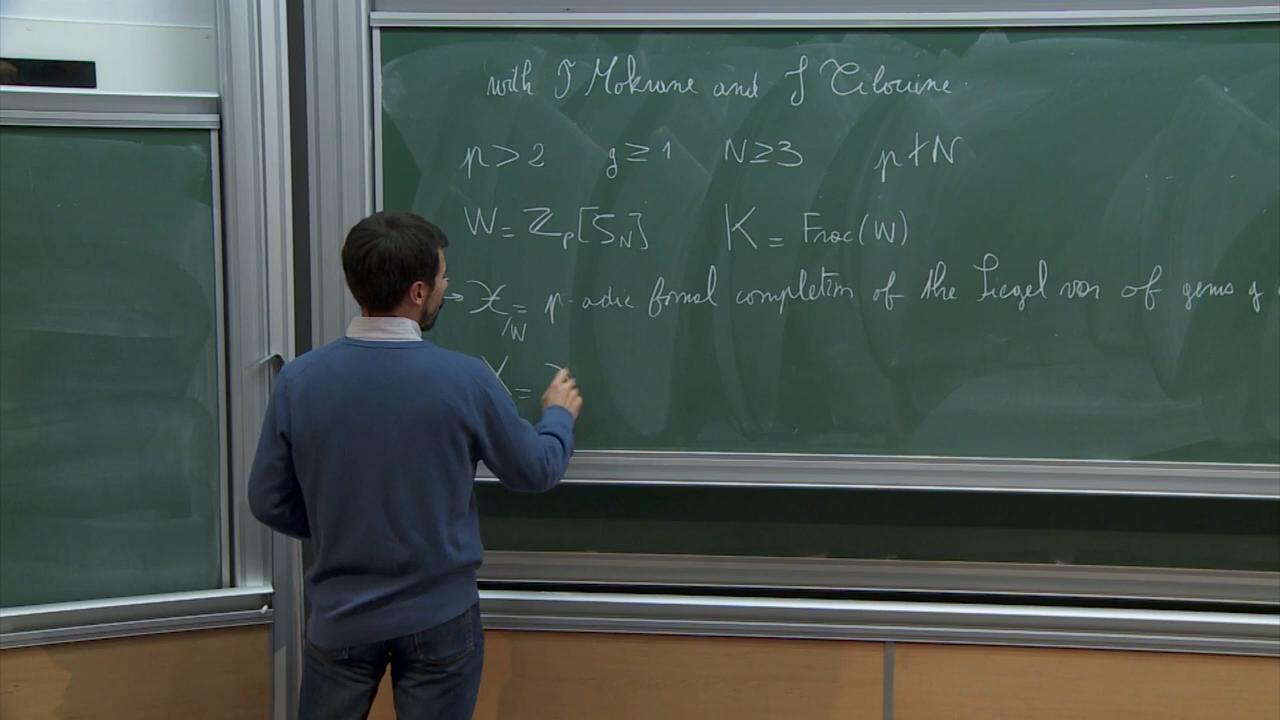 with F Mokrane and J Tilouine.
p > 2 g ≥ 1 N ≥ 3 p ∤ N
W = ℤ_p[ζ_N] K = Frac(W)
→ 𝔛_{/W} = p-adic fomal completion of the Siegel var of genus g
X =